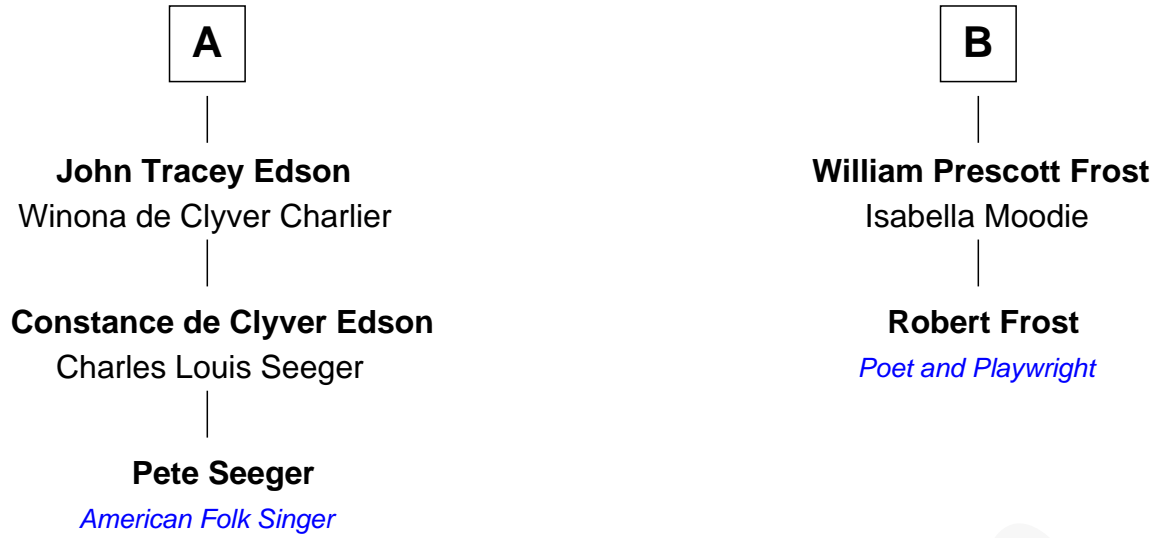 A
John Tracey Edson
Winona de Clyver Charlier
Constance de Clyver Edson
Charles Louis Seeger
Pete Seeger
American Folk Singer
B
William Prescott Frost
Isabella Moodie
Robert Frost
Poet and Playwright